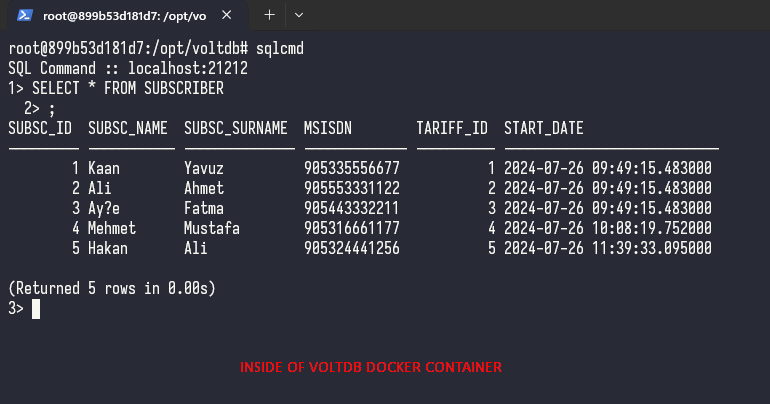 root@899b53d181d7: /opt/vo
root@899b53d181d7:/opt/voltdb# sqlcmd
SQL Command :: localhost:21212
1> SELECT * FROM SUBSCRIBER
2> ;
SUBSC_ID SUBSC_NAME SUBSC_SURNAME MSISDN TARIFF_ID START_DATE
1 Kaan Yavuz 905335556677 1 2024-07-26 09:49:15.483000
2 Ali Ahmet 905553331122 2 2024-07-26 09:49:15.483000
3 Ay?e Fatma 905443332211 3 2024-07-26 09:49:15.483000
4 Mehmet Mustafa 905316661177 4 2024-07-26 10:08:19.752000
5 Hakan Ali 905324441256 5 2024-07-26 11:39:33.095000
(Returned 5 rows in 0.00s)
3>
INSIDE OF VOLTDB DOCKER CONTAINER